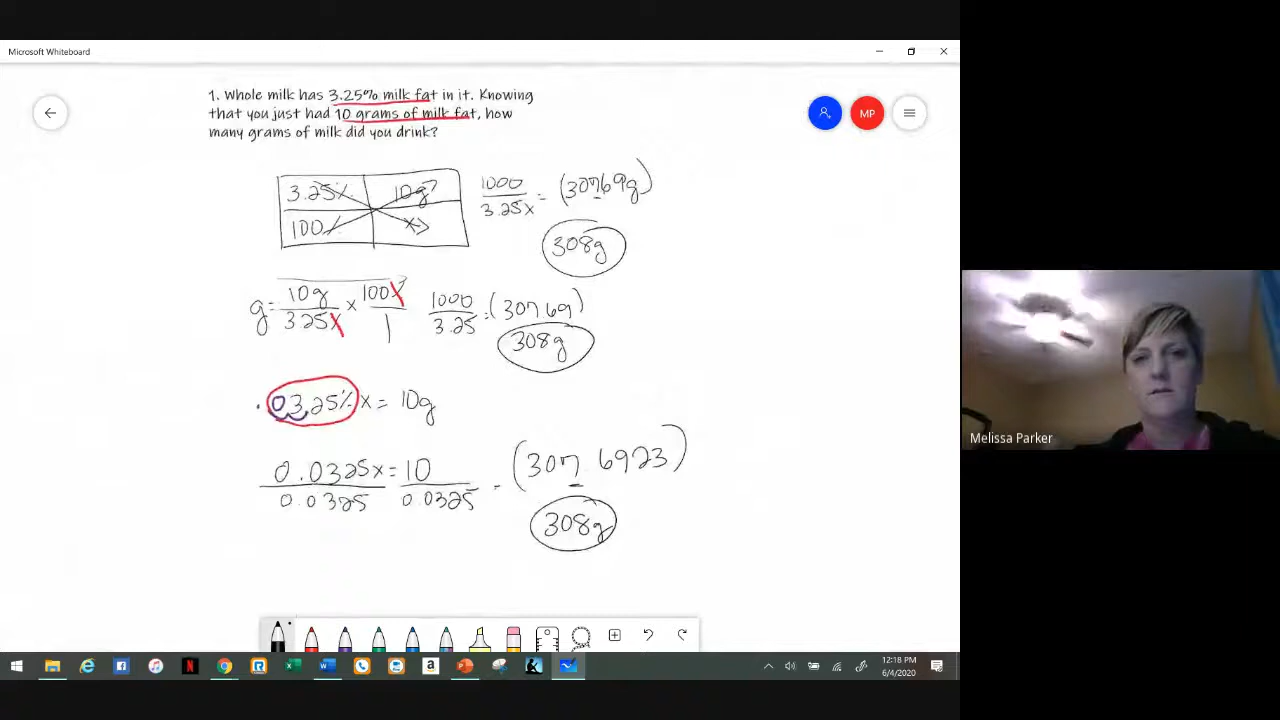 Microsoft Whiteboard
1. Whole milk has 3.25% milk fat in it. Knowing
that you just had 10 grams of milk fat, how
many grams of milk did you drink?
MP
3.25% 10g
100% x
1000
3.25x = (307.69g)
308g
g = 10g x 100%
3.25% 1
1000
3.25 = (307.69)
308g
.03.25% x = 10g
0.0325x = 10
0.0325 0.0325
= (307.6923)
308g
Melissa Parker
12:18 PM
6/4/2020